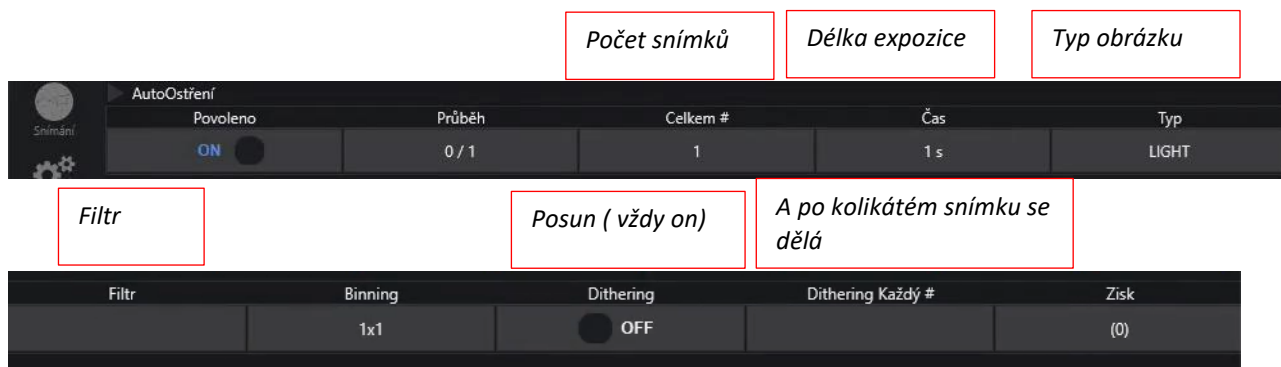 Počet snímků Délka expozice Typ obrázku
AutoOstření
Snímání
Povoleno Průběh Celkem # Čas Typ
ON 0 / 1 1 1 s LIGHT
Filtr Posun ( vždy on) A po kolikátém snímku se
dělá
Filtr Binning Dithering Dithering Každý # Zisk
1x1 OFF (0)